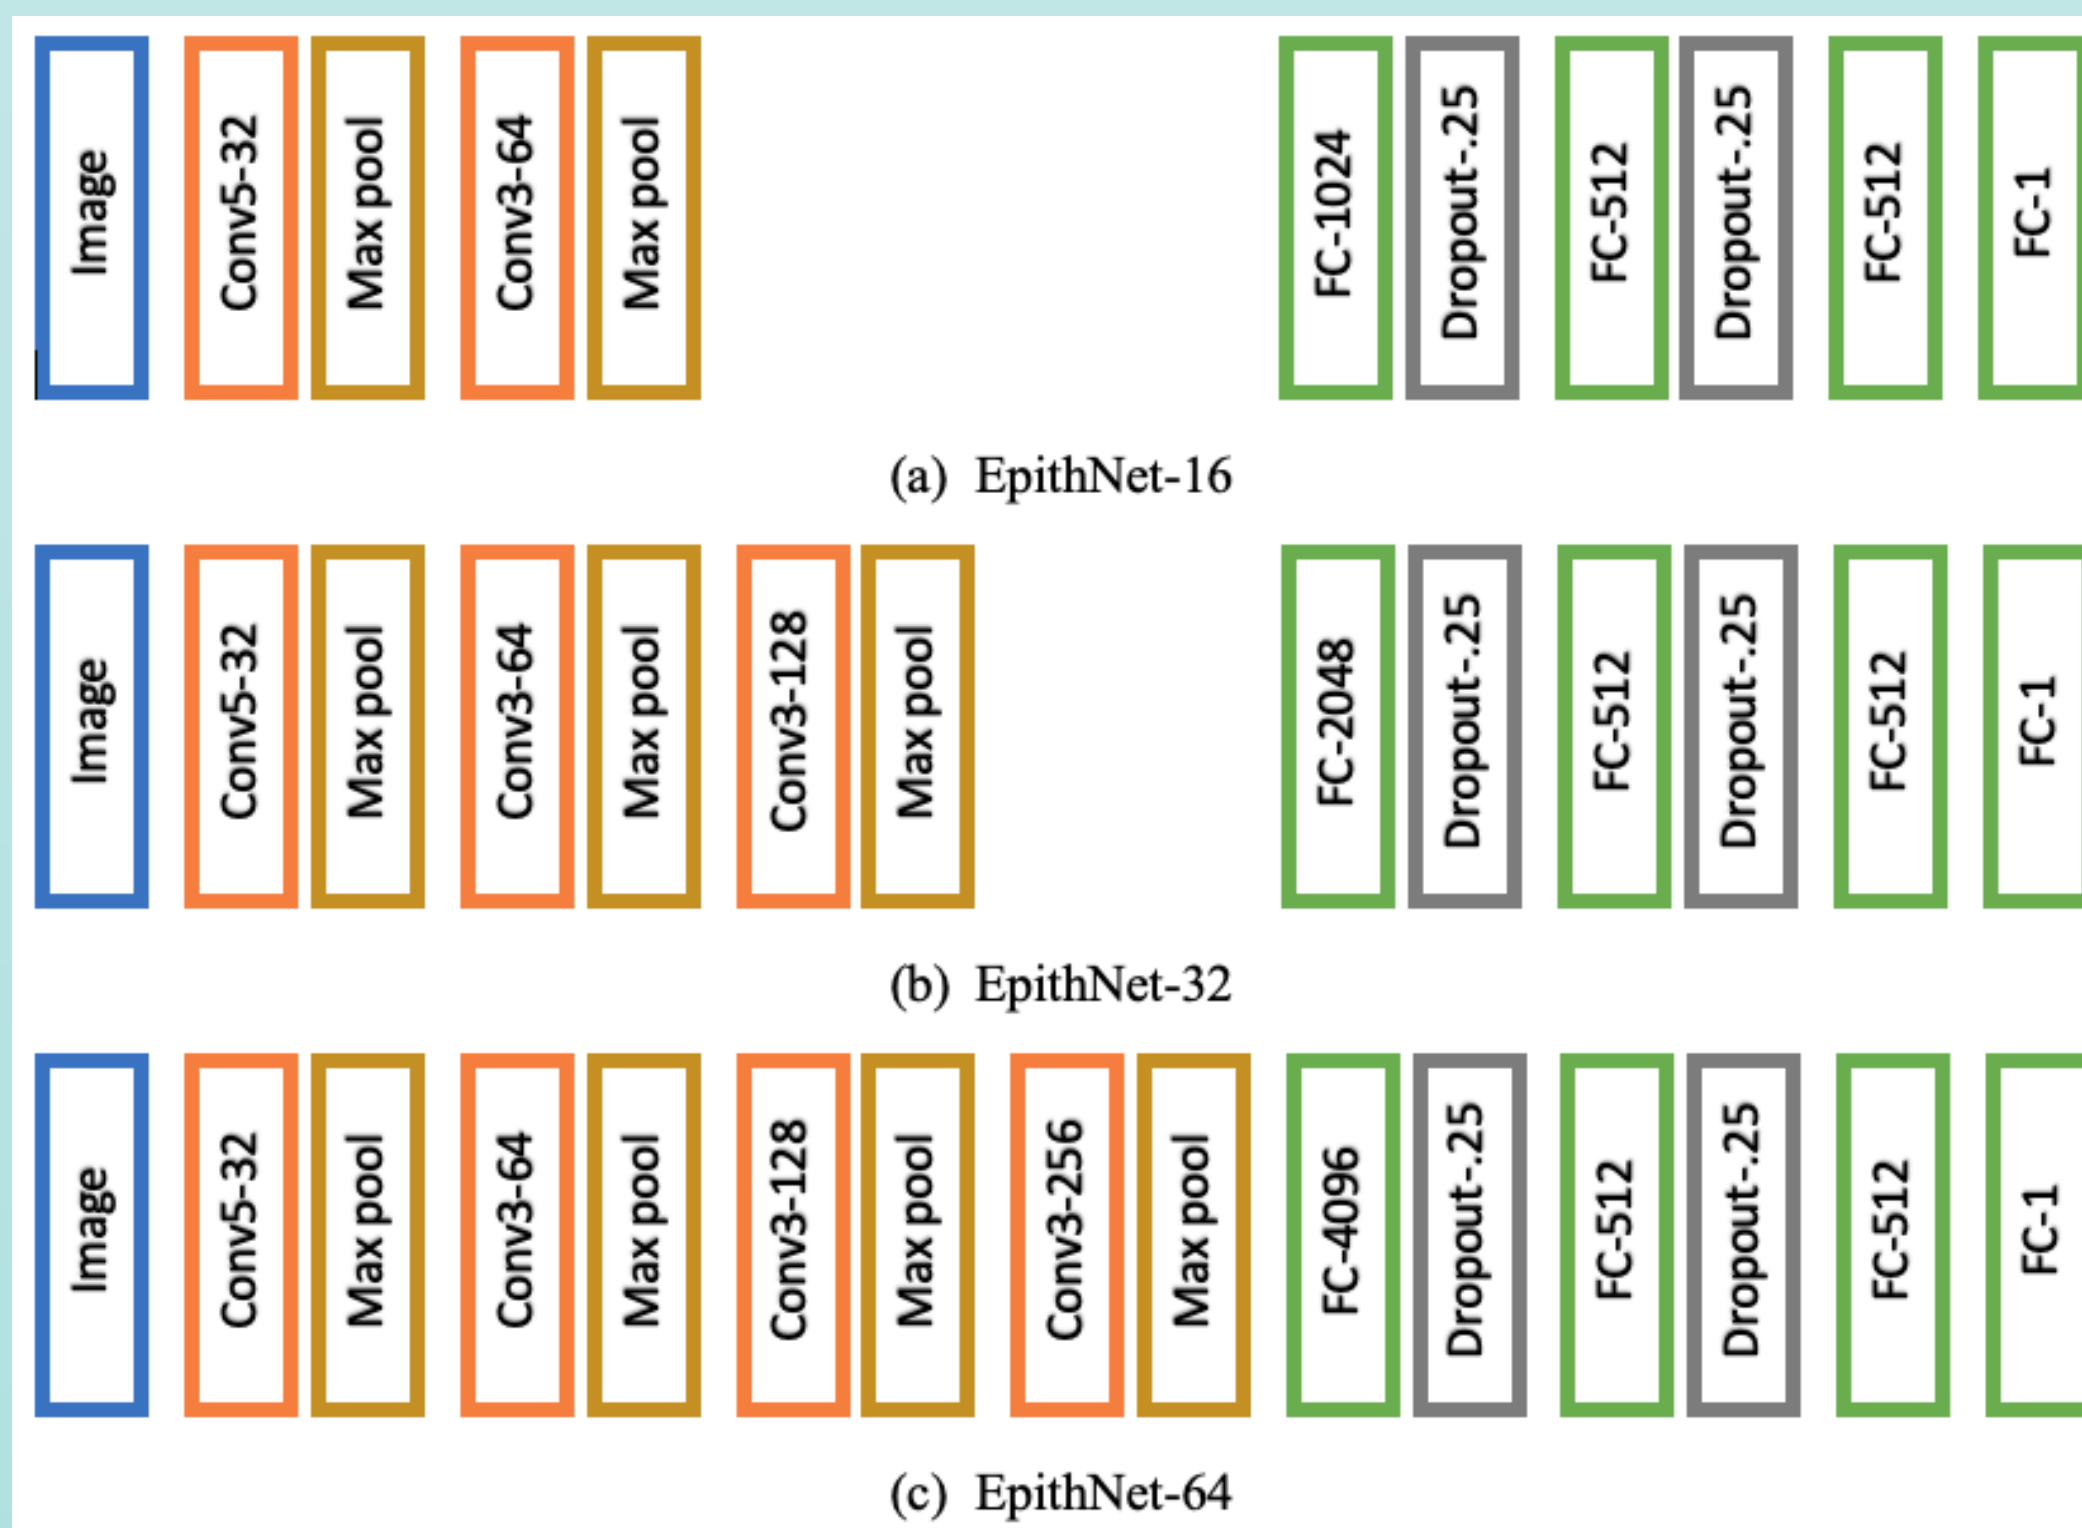 Image
Conv5-32
Max pool
Conv3-64
Max pool
FC-1024
Dropout-.25
FC-512
Dropout-.25
FC-512
FC-1
(a) EpithNet-16
Image
Conv5-32
Max pool
Conv3-64
Max pool
Conv3-128
Max pool
FC-2048
Dropout-.25
FC-512
Dropout-.25
FC-512
FC-1
(b) EpithNet-32
Image
Conv5-32
Max pool
Conv3-64
Max pool
Conv3-128
Max pool
Conv3-256
Max pool
FC-4096
Dropout-.25
FC-512
Dropout-.25
FC-512
FC-1
(c) EpithNet-64